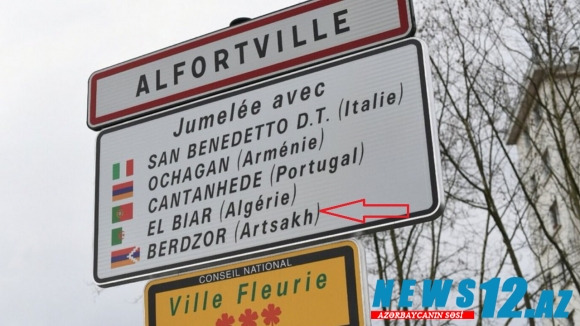 ALFORTVILLE
Jumelée avec
SAN BENEDETTO D.T. (Italie)
OCHAGAN (Arménie)
CANTANHEDE (Portugal)
EL BIAR (Algérie)
BERDZOR (Artsakh)
CONSEIL NATIONAL
Ville Fleurie
NEWS12.AZ
AZƏRBAYCANIN SƏSİ